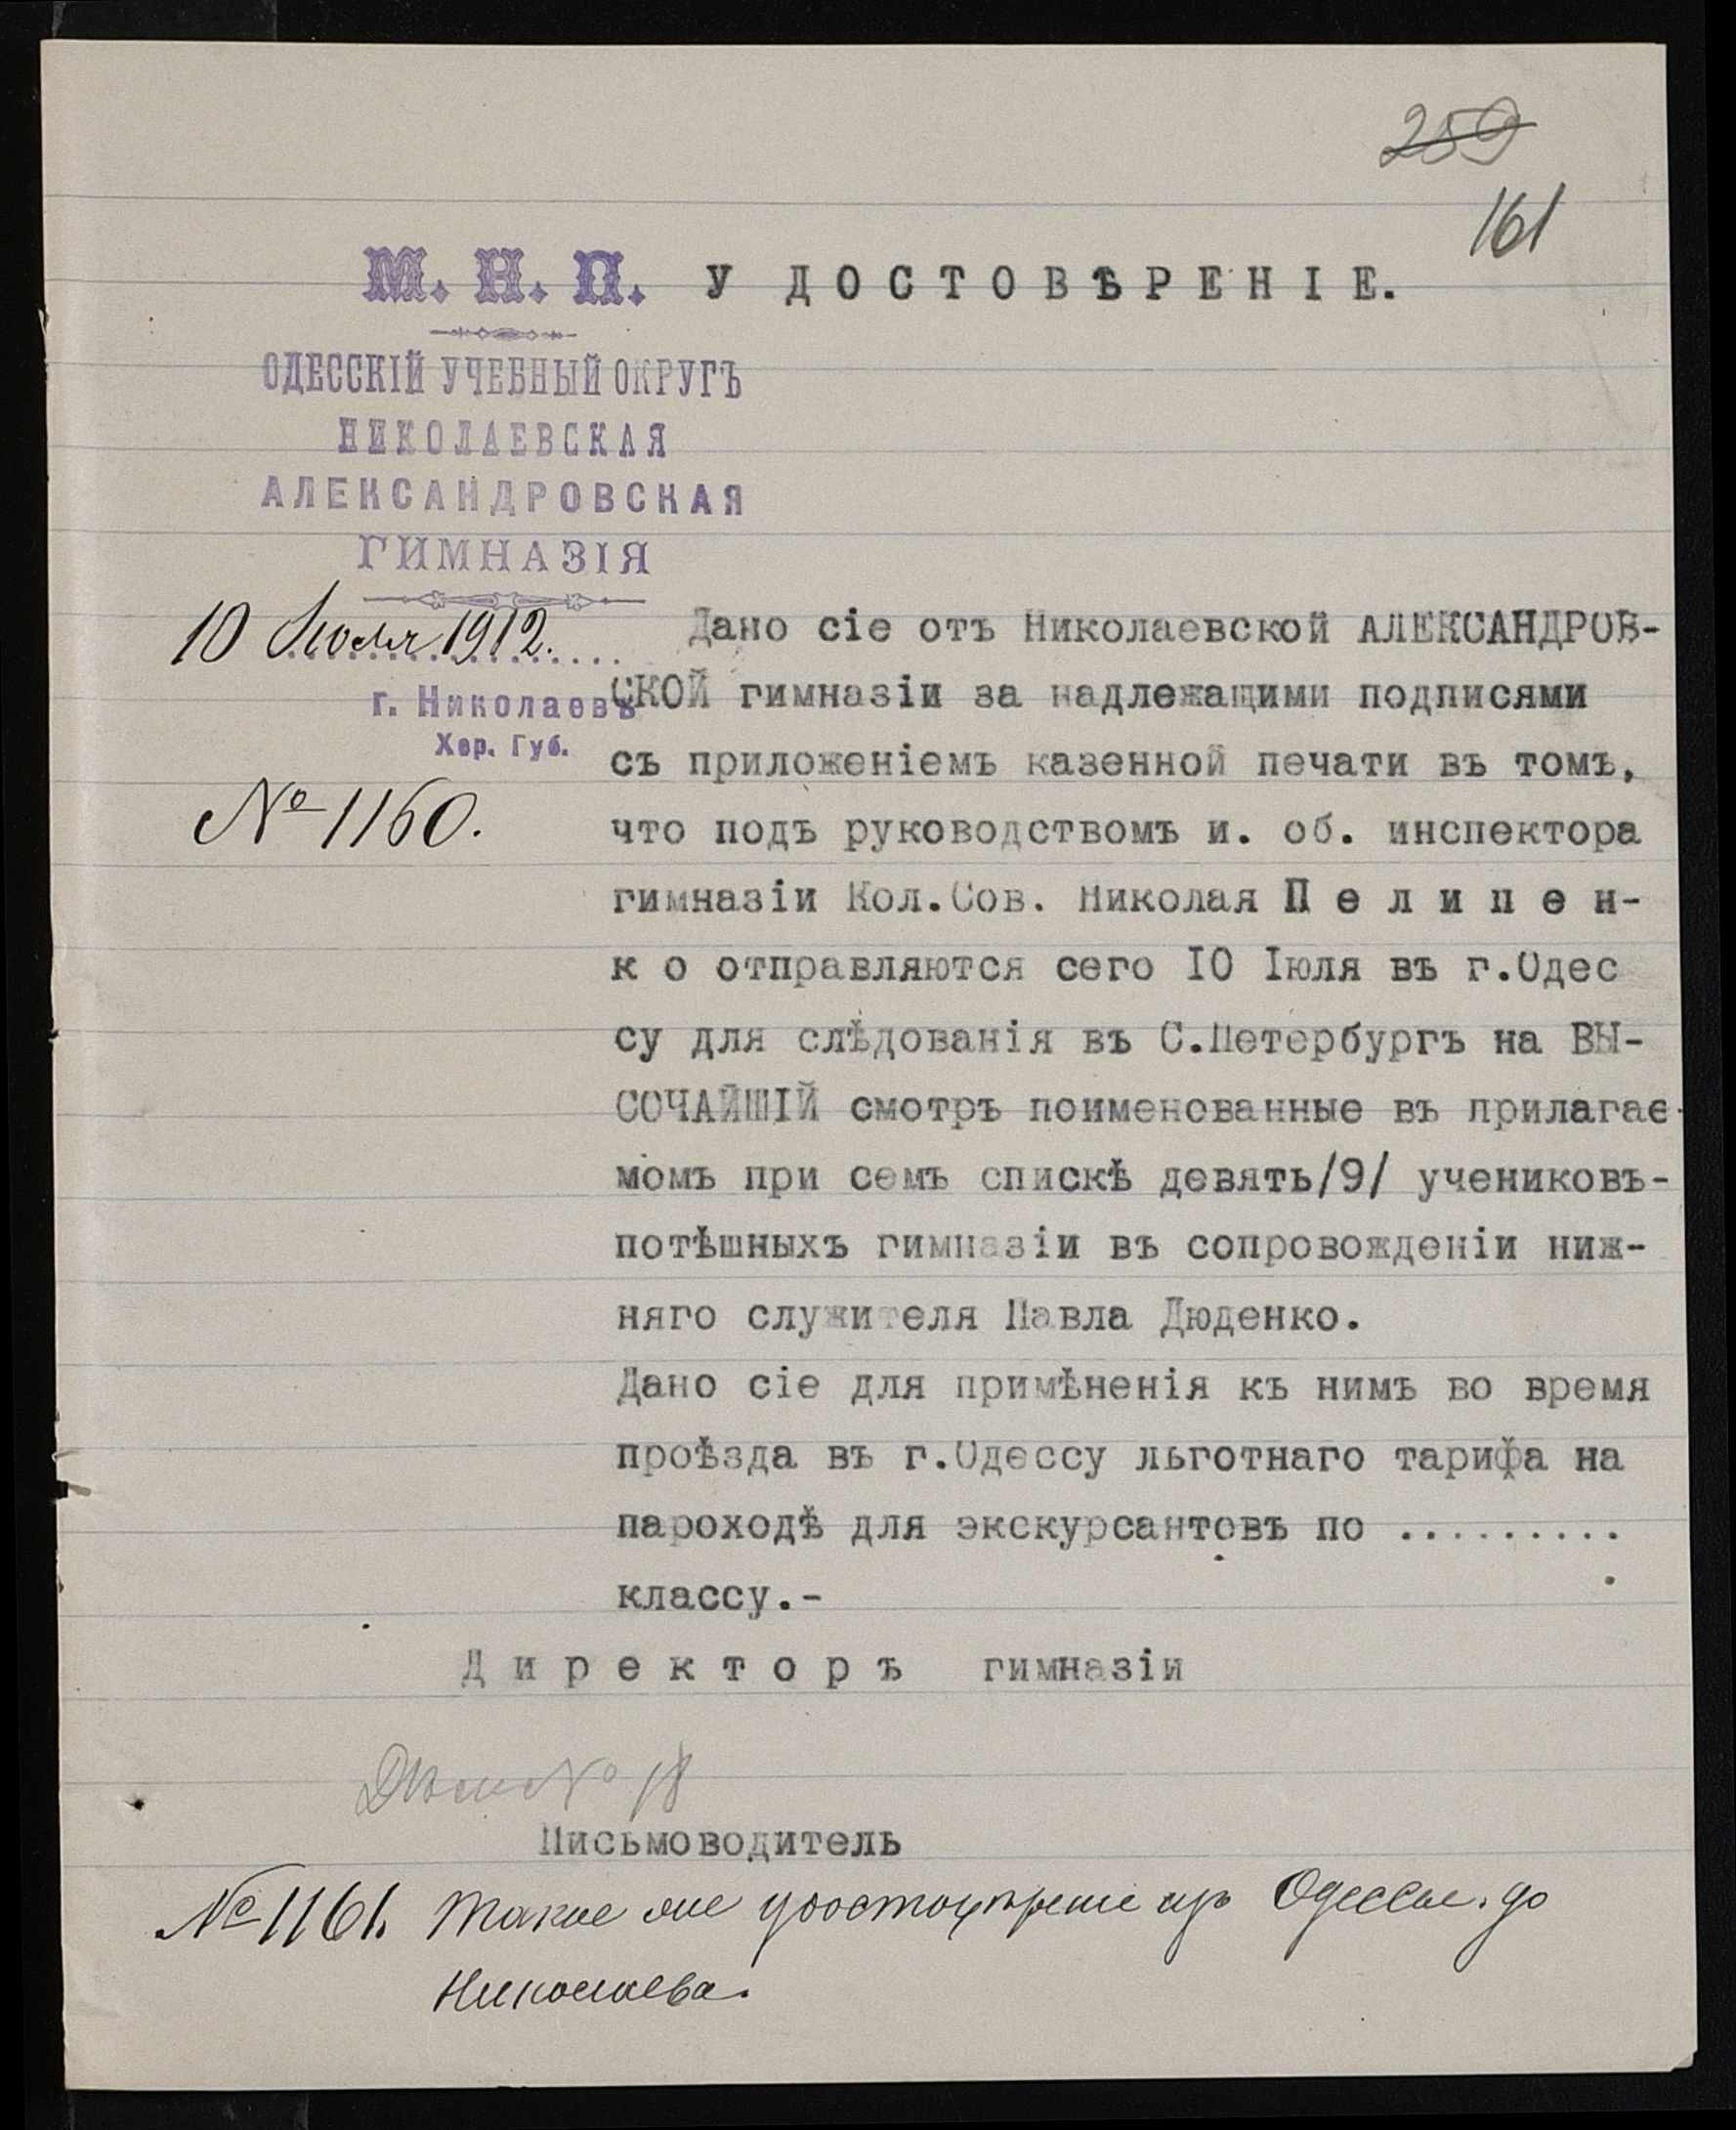 259
161
М. Н. П.
У ДОСТОВѢРЕНІЕ.
ОДЕССКІЙ УЧЕБНЫЙ ОКРУГЪ
НИКОЛАЕВСКАЯ
АЛЕКСАНДРОВСКАЯ
ГИМНАЗІЯ
10 Іюля 1912.
г. Николаевъ
Хер. Губ.
№ 1160.
Дано сіе отъ Николаевской АЛЕКСАНДРОВ-
СКОЙ гимназіи за надлежащими подписями
съ приложеніемъ казенной печати въ томъ,
что подъ руководствомъ и. об. инспектора
гимназіи Кол.Сов. Николая П е л и п е н-
к о отправляются сего 10 Іюля въ г.Одес
су для слѣдованія въ С.Петербургъ на ВЫ-
СОЧАЙШІЙ смотръ поименованные въ прилагае-
момъ при семъ спискѣ девять/9/ учениковъ-
потѣшныхъ гимназіи въ сопровожденіи ниж-
няго служителя Павла Дюденко.
Дано сіе для примѣненія къ нимъ во время
проѣзда въ г.Одессу льготнаго тарифа на
пароходѣ для экскурсантовъ по .........
классу.-
Д и р е к т о р ъ гимназіи
№ 18
Письмоводитель
№ 1161. Такое же удостовѣреніе изъ Одессы до
Николаева.